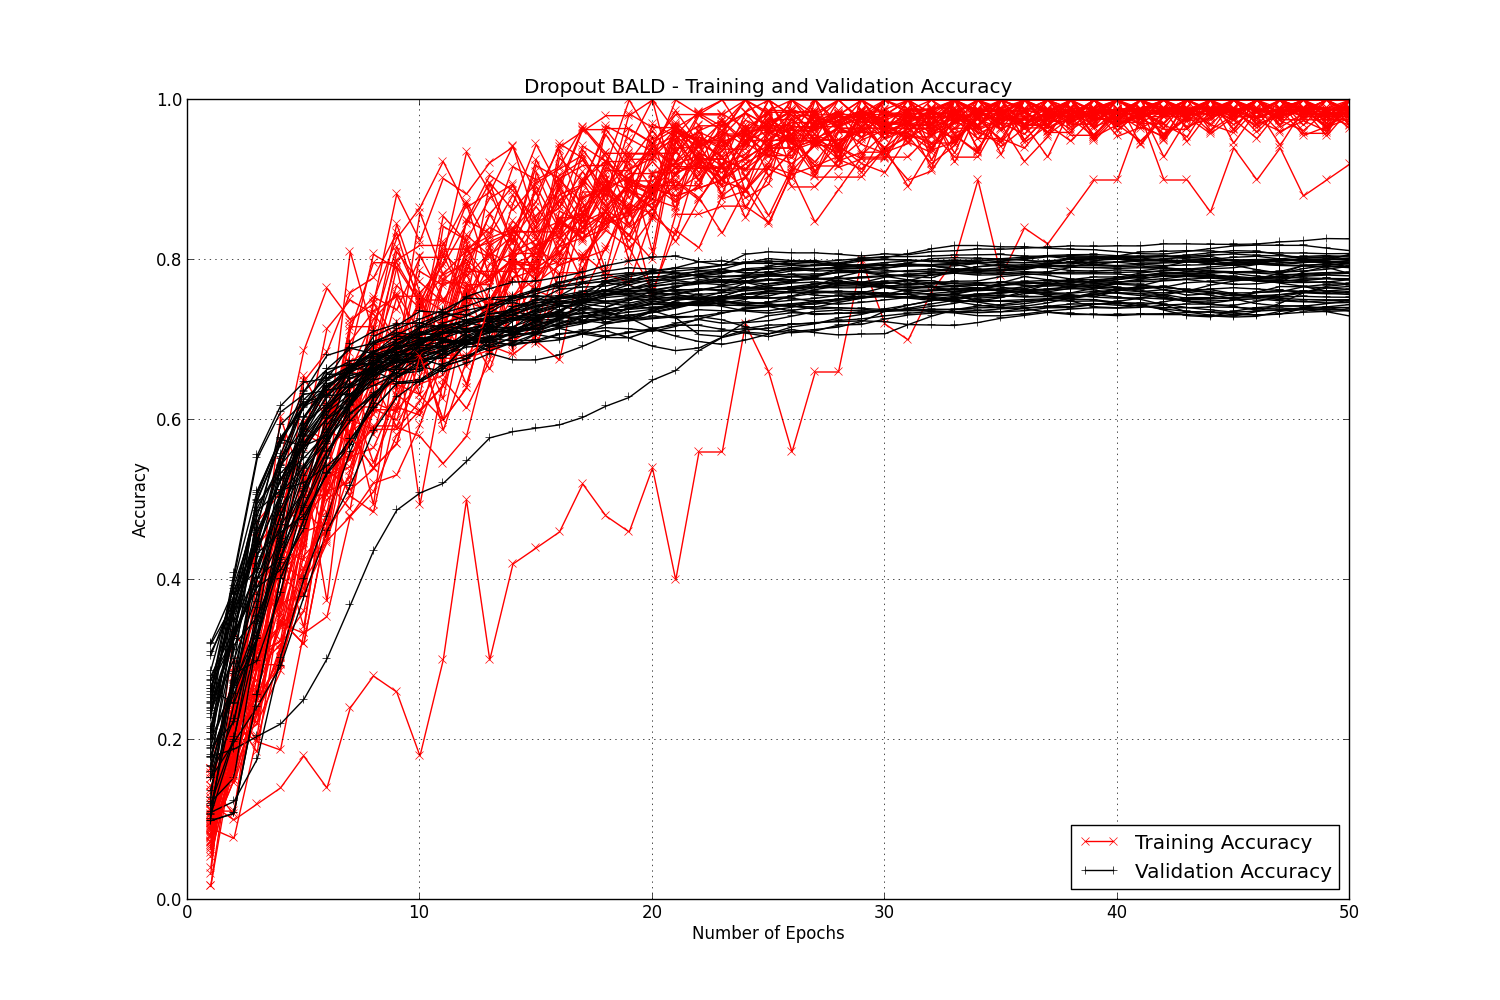 Dropout BALD - Training and Validation Accuracy
1.0
0.8
0.6
0.4
0.2
0.0
Accuracy
0 10 20 30 40 50
Number of Epochs
Training Accuracy
Validation Accuracy